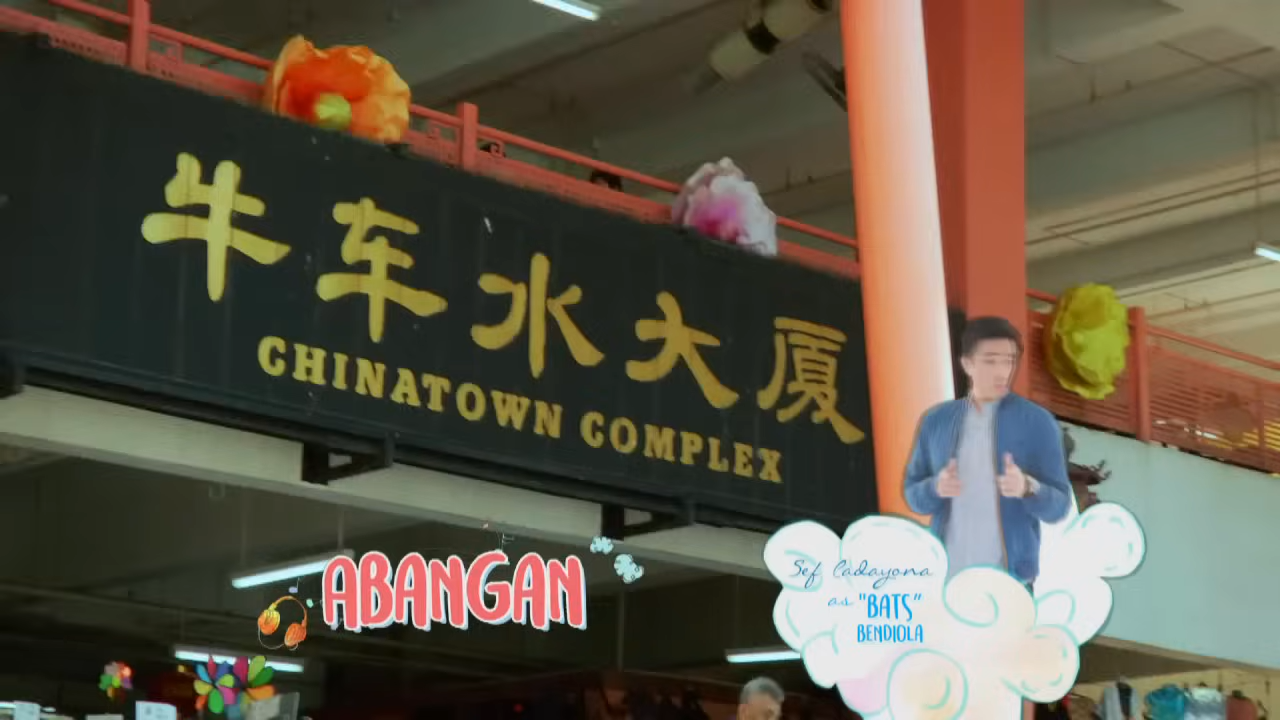 牛车水大厦
CHINATOWN COMPLEX
ABANGAN
Sef Cadayona
as "BATS"
BENDIOLA